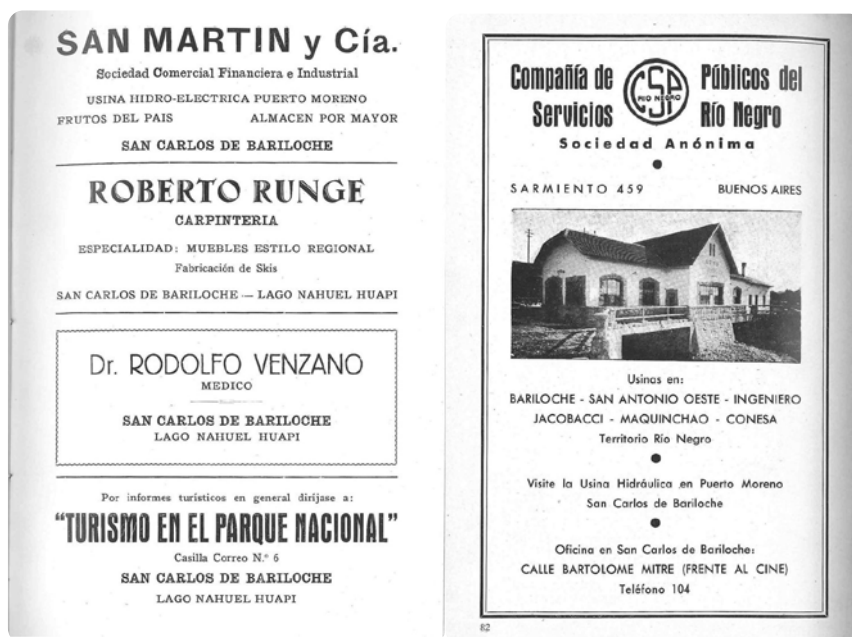 SAN MARTIN y Cía.
Sociedad Comercial Financiera e Industrial
USINA HIDRO-ELECTRICA PUERTO MORENO
FRUTOS DEL PAIS ALMACEN POR MAYOR
SAN CARLOS DE BARILOCHE
ROBERTO RUNGE
CARPINTERIA
ESPECIALIDAD: MUEBLES ESTILO REGIONAL
Fabricación de Skis
SAN CARLOS DE BARILOCHE — LAGO NAHUEL HUAPI
Dr. RODOLFO VENZANO
MEDICO
SAN CARLOS DE BARILOCHE
LAGO NAHUEL HUAPI
Por informes turísticos en general diríjase a:
“TURISMO EN EL PARQUE NACIONAL”
Casilla Correo N.º 6
SAN CARLOS DE BARILOCHE
LAGO NAHUEL HUAPI
Compañía de CSP Públicos del
RIO NEGRO
Servicios Río Negro
Sociedad Anónima
SARMIENTO 459 BUENOS AIRES
Usinas en:
BARILOCHE - SAN ANTONIO OESTE - INGENIERO
JACOBACCI - MAQUINCHAO - CONESA
Territorio Río Negro
Visite la Usina Hidráulica en Puerto Moreno
San Carlos de Bariloche
Oficina en San Carlos de Bariloche:
CALLE BARTOLOME MITRE (FRENTE AL CINE)
Teléfono 104
82